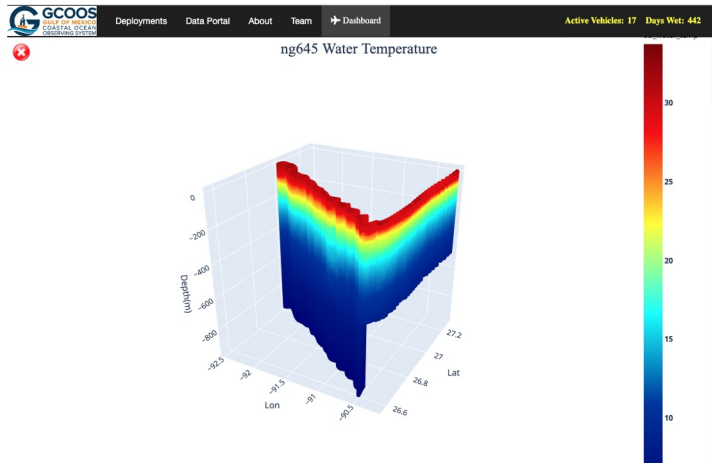 GCOOS
GULF OF MEXICO
COASTAL OCEAN
OBSERVING SYSTEM
Deployments
Data Portal
About
Team
Dashboard
Active Vehicles: 17 Days Wet: 442
ng645 Water Temperature
30
25
20
15
10
0
−200
−400
−600
−800
Depth(m)
−92.5
−92
−91.5
−91
−90.5
Lon
27.2
27
26.8
26.6
Lat